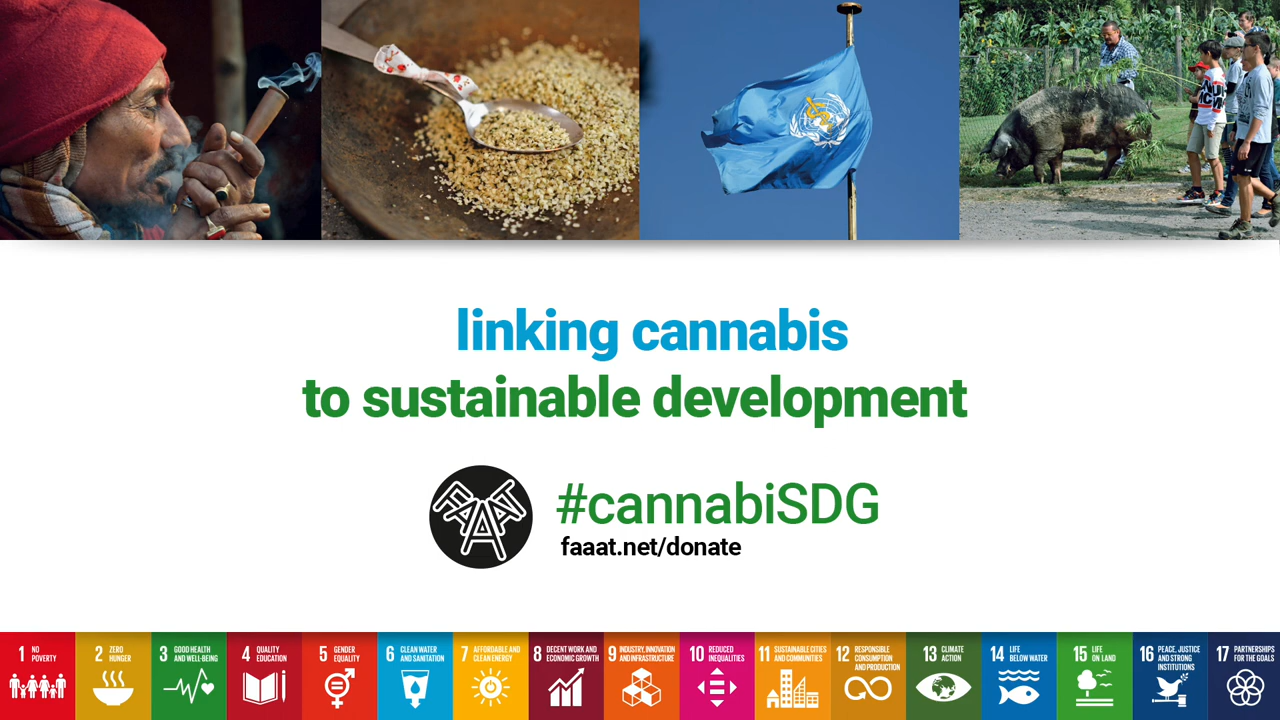 linking cannabis
to sustainable development
FAAAT
#cannabiSDG
faaat.net/donate
1 NO
POVERTY
2 ZERO
HUNGER
3 GOOD HEALTH
AND WELL-BEING
4 QUALITY
EDUCATION
5 GENDER
EQUALITY
6 CLEAN WATER
AND SANITATION
7 AFFORDABLE AND
CLEAN ENERGY
8 DECENT WORK AND
ECONOMIC GROWTH
9 INDUSTRY, INNOVATION
AND INFRASTRUCTURE
10 REDUCED
INEQUALITIES
11 SUSTAINABLE CITIES
AND COMMUNITIES
12 RESPONSIBLE
CONSUMPTION
AND PRODUCTION
13 CLIMATE
ACTION
14 LIFE
BELOW WATER
15 LIFE
ON LAND
16 PEACE, JUSTICE
AND STRONG
INSTITUTIONS
17 PARTNERSHIPS
FOR THE GOALS